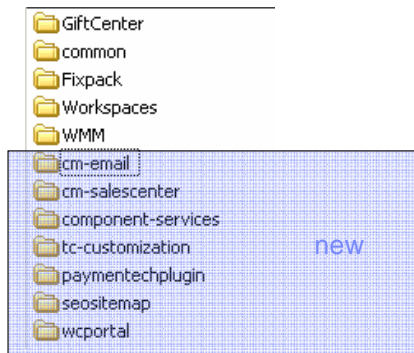 GiftCenter
common
Fixpack
Workspaces
WMM
cm-email
cm-salescenter
component-services
tc-customization
new
paymentechplugin
seositemap
wcportal